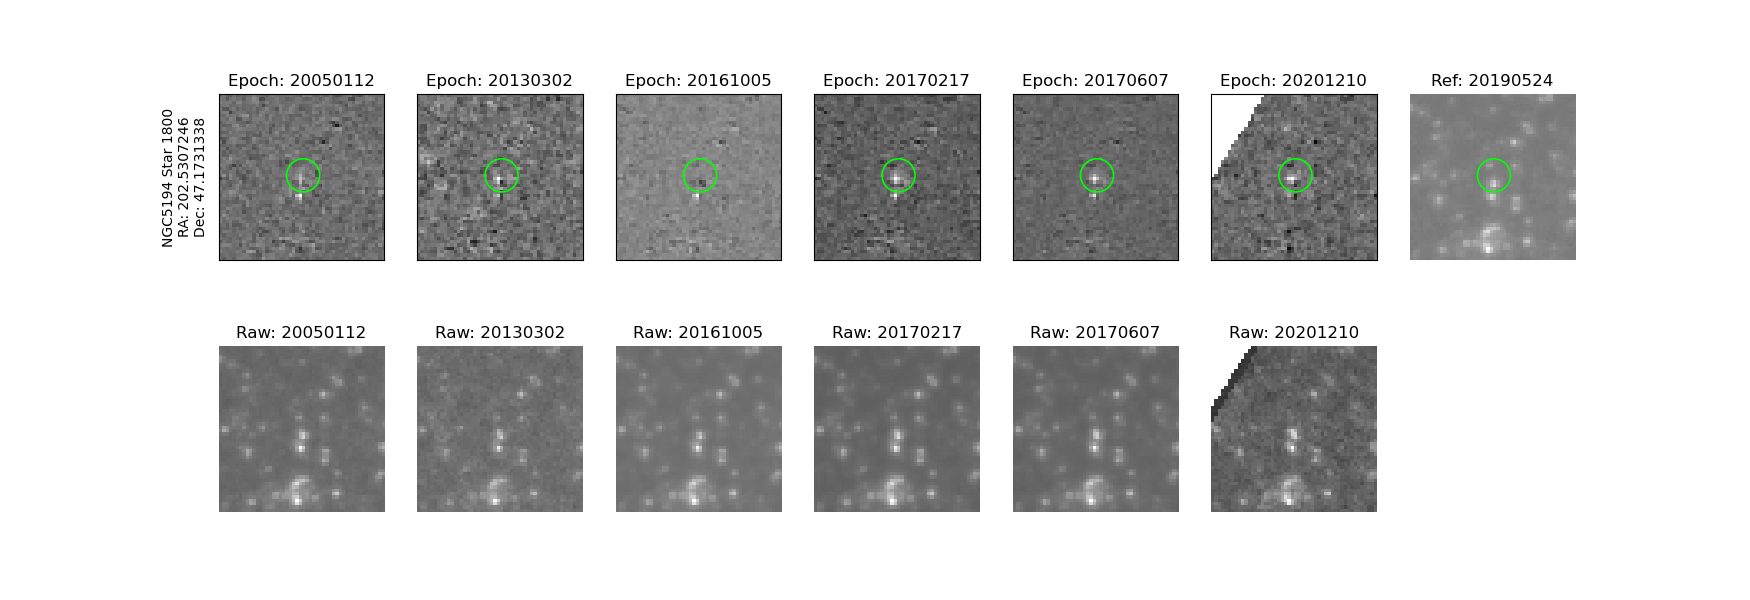 Epoch: 20050112
Epoch: 20130302
Epoch: 20161005
Epoch: 20170217
Epoch: 20170607
Epoch: 20201210
Ref: 20190524
NGC5194 Star 1800
RA: 202.5307246
Dec: 47.1731338
Raw: 20050112
Raw: 20130302
Raw: 20161005
Raw: 20170217
Raw: 20170607
Raw: 20201210